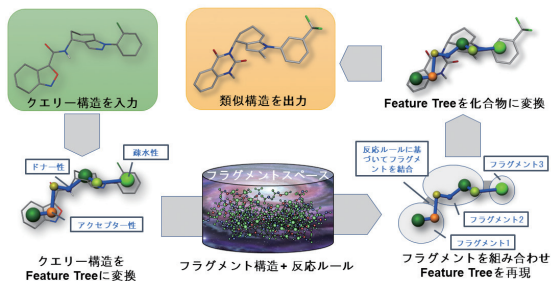 クエリー構造を入力
類似構造を出力
Feature Treeを化合物に変換
ドナー性
疎水性
アクセプター性
クエリー構造を
Feature Treeに変換
フラグメントスペース
フラグメント構造+ 反応ルール
反応ルールに基
づいてフラグメ
ントを結合
フラグメント3
フラグメント2
フラグメント1
フラグメントを組み合わせ
Feature Treeを再現